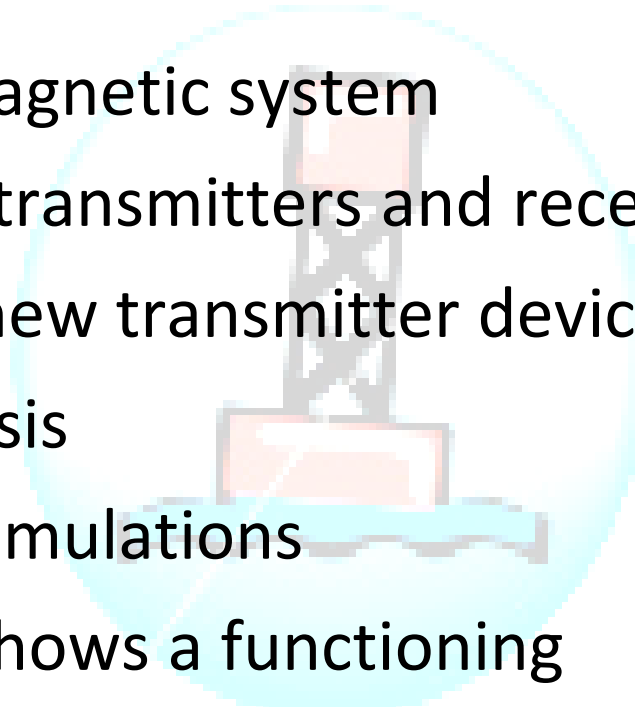 agnetic system
transmitters and rece
new transmitter devic
sis
mulations
hows a functioning